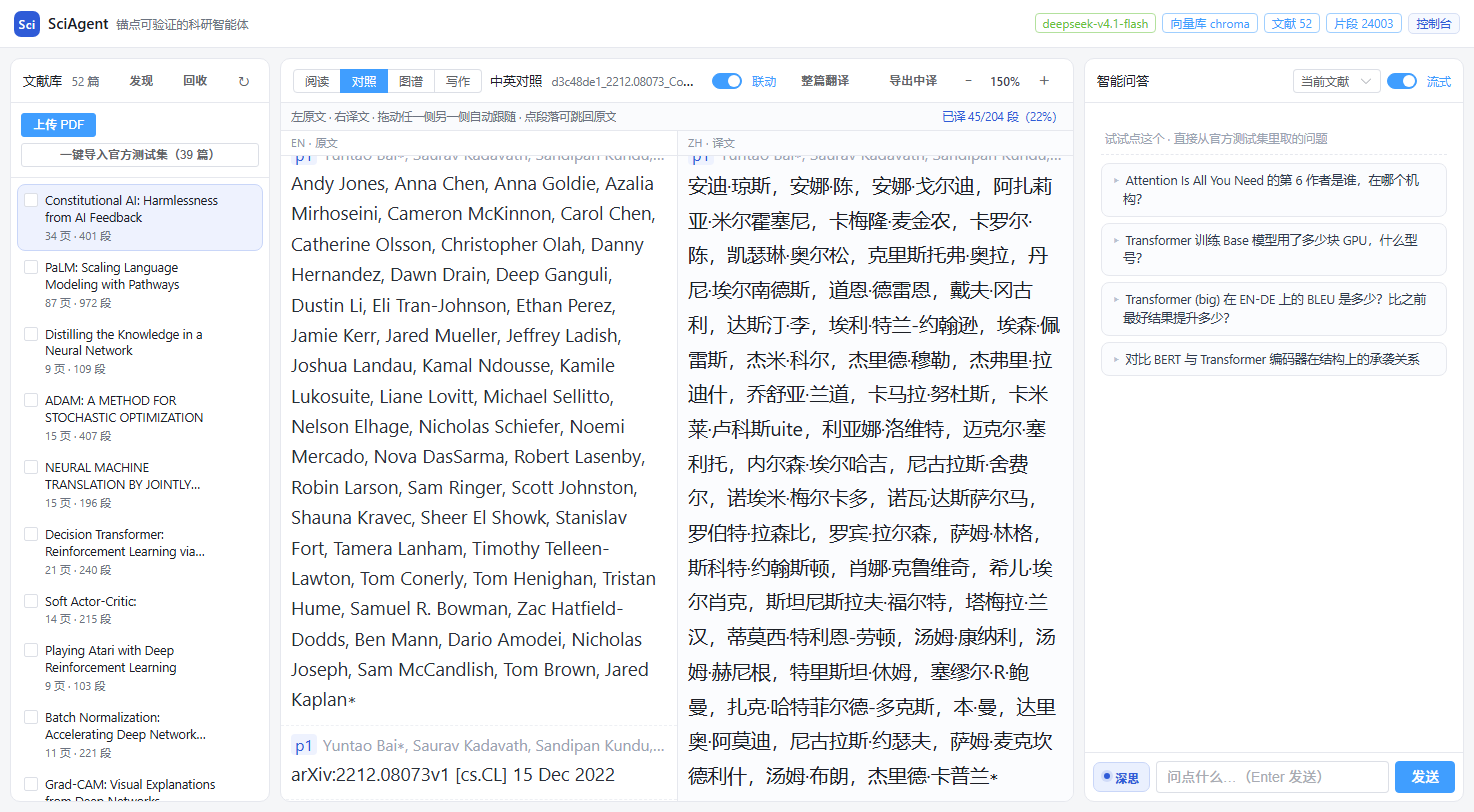 Sci SciAgent 锚点可验证的科研智能体
deepseek-v4.1-flash 向量库 chroma 文献 52 片段 24003 控制台
文献库 52 篇 发现 回收
上传 PDF
一键导入官方测试集（39 篇）
Constitutional AI: Harmlessness
from AI Feedback
34 页 · 401 段
PaLM: Scaling Language
Modeling with Pathways
87 页 · 972 段
Distilling the Knowledge in a
Neural Network
9 页 · 109 段
ADAM: A METHOD FOR
STOCHASTIC OPTIMIZATION
15 页 · 407 段
NEURAL MACHINE
TRANSLATION BY JOINTLY...
15 页 · 196 段
Decision Transformer:
Reinforcement Learning via...
21 页 · 240 段
Soft Actor-Critic:
14 页 · 215 段
Playing Atari with Deep
Reinforcement Learning
9 页 · 103 段
Batch Normalization:
Accelerating Deep Network...
11 页 · 221 段
Grad-CAM: Visual Explanations
from Deep Networks
阅读 对照 图谱 写作 中英对照 d3c48de1_2212.08073_Co... 联动 整篇翻译 导出中译 − 150% +
左原文 · 右译文 · 拖动任一侧另一侧自动跟随 · 点段落可跳回原文 已译 45/204 段（22%）
EN · 原文
p1 Yuntao Bai∗, Saurav Kadavath, Sandipan Kundu,...
Andy Jones, Anna Chen, Anna Goldie, Azalia
Mirhoseini, Cameron McKinnon, Carol Chen,
Catherine Olsson, Christopher Olah, Danny
Hernandez, Dawn Drain, Deep Ganguli,
Dustin Li, Eli Tran-Johnson, Ethan Perez,
Jamie Kerr, Jared Mueller, Jeffrey Ladish,
Joshua Landau, Kamal Ndousse, Kamile
Lukosuite, Liane Lovitt, Michael Sellitto,
Nelson Elhage, Nicholas Schiefer, Noemi
Mercado, Nova DasSarma, Robert Lasenby,
Robin Larson, Sam Ringer, Scott Johnston,
Shauna Kravec, Sheer El Showk, Stanislav
Fort, Tamera Lanham, Timothy Telleen-
Lawton, Tom Conerly, Tom Henighan, Tristan
Hume, Samuel R. Bowman, Zac Hatfield-
Dodds, Ben Mann, Dario Amodei, Nicholas
Joseph, Sam McCandlish, Tom Brown, Jared
Kaplan∗
p1 Yuntao Bai∗, Saurav Kadavath, Sandipan Kundu,...
arXiv:2212.08073v1 [cs.CL] 15 Dec 2022
ZH · 译文
p1 Yuntao Bai∗, Saurav Kadavath, Sandipan Kundu,...
安迪·琼斯，安娜·陈，安娜·戈尔迪，阿扎莉
亚·米尔霍塞尼，卡梅隆·麦金农，卡罗尔·
陈，凯瑟琳·奥尔松，克里斯托弗·奥拉，丹
尼·埃尔南德斯，道恩·德雷恩，戴夫·冈古
利，达斯汀·李，埃利·特兰-约翰逊，埃森·佩
雷斯，杰米·科尔，杰里德·穆勒，杰弗里·拉
迪什，乔舒亚·兰道，卡马拉·努杜斯，卡米
莱·卢科斯uite，利亚娜·洛维特，迈克尔·塞
利托，内尔森·埃尔哈吉，尼古拉斯·舍费
尔，诺埃米·梅尔卡多，诺瓦·达斯萨尔马，
罗伯特·拉森比，罗宾·拉尔森，萨姆·林格，
斯科特·约翰斯顿，肖娜·克鲁维奇，希儿·埃
尔肖克，斯坦尼斯拉夫·福尔特，塔梅拉·兰
汉，蒂莫西·特利恩-劳顿，汤姆·康纳利，汤
姆·赫尼根，特里斯坦·休姆，塞缪尔·R·鲍
曼，扎克·哈特菲尔德-多克斯，本·曼，达里
奥·阿莫迪，尼古拉斯·约瑟夫，萨姆·麦克坎
德利什，汤姆·布朗，杰里德·卡普兰∗
智能问答 当前文献 流式
试试点这个 · 直接从官方测试集里取的问题
Attention Is All You Need 的第 6 作者是谁，在哪个机
构？
Transformer 训练 Base 模型用了多少块 GPU，什么型
号？
Transformer (big) 在 EN-DE 上的 BLEU 是多少？比之前
最好结果提升多少？
对比 BERT 与 Transformer 编码器在结构上的承袭关系
深思 问点什么...（Enter 发送） 发送